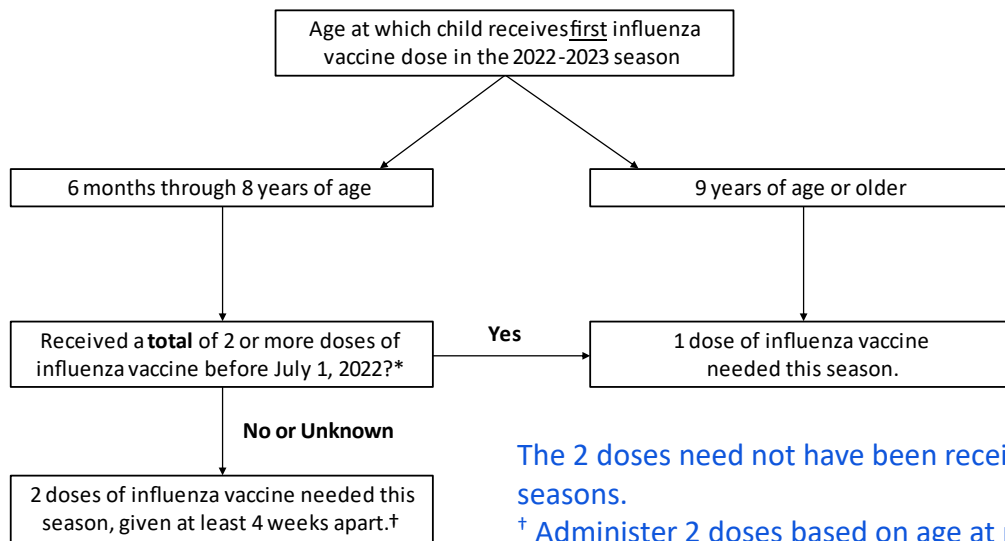 Age at which child receives first influenza
vaccine dose in the 2022-2023 season
6 months through 8 years of age
9 years of age or older
Received a total of 2 or more doses of
influenza vaccine before July 1, 2022?*
Yes
1 dose of influenza vaccine
needed this season.
No or Unknown
2 doses of influenza vaccine needed this
season, given at least 4 weeks apart.†
The 2 doses need not have been
seasons.
† Administer 2 doses based on age at